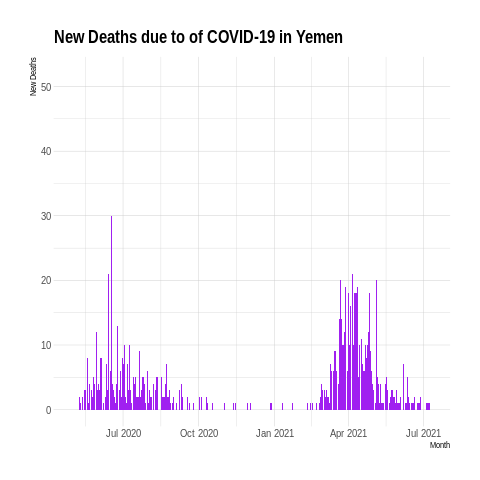 New Deaths due to of COVID-19 in Yemen
New Deaths
50
40
30
20
10
0
Jul 2020 Oct 2020 Jan 2021 Apr 2021 Jul 2021
Month